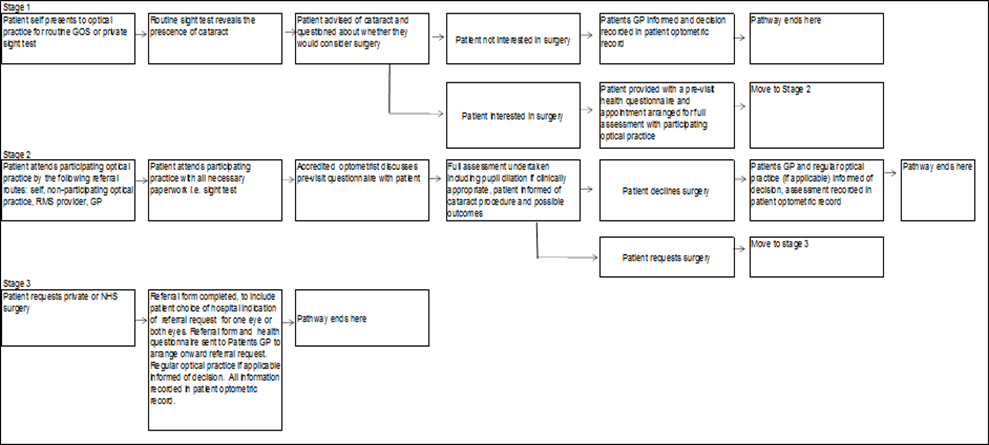 Stage 1
Patient self presents to optical
practice for routine GOS or private
sight test
Routine sight test reveals the
prescence of cataract
Patient advised of cataract and
questioned about whether they
would consider surgery
Patient not interested in surgery
Patients GP informed and decision
recorded in patient optometric
record
Pathway ends here
Patient interested in surgery
Patient provided with a pre-visit
health questionnaire and
appointment arranged for full
assessment with participating
optical practice
Move to Stage 2
Stage 2
Patient attends participating optical
practice by the following referral
routes: self, non-participating optical
practice, RMS provider, GP
Patient attends participating
practice with all necessary
paperwork i.e. sight test
Accredited optometrist discusses
pre-visit questionnaire with patient
Full assessment undertaken
including pupil dilation if clinically
appropriate, patient informed of
cataract procedure and possible
outcomes
Patient declines surgery
Patients GP and regular optical
practice (if applicable) informed of
decision, assessment recorded in
patient optometric record
Pathway ends here
Patient requests surgery
Move to stage 3
Stage 3
Patient requests private or NHS
surgery
Referral form completed, to include
patient choice of hospital indication
of referral request for one eye or
both eyes. Referral form and health
questionnaire sent to Patients GP to
arrange onward referral request.
Regular optical practice if applicable
informed of decision. All information
recorded in patient optometric
record.
Pathway ends here